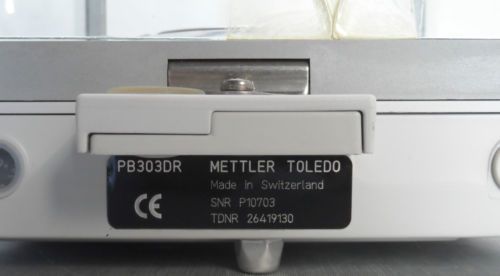 PB303DR METTLER TOLEDO
Made in Switzerland
SNR P10703
CE TDNR 26419130